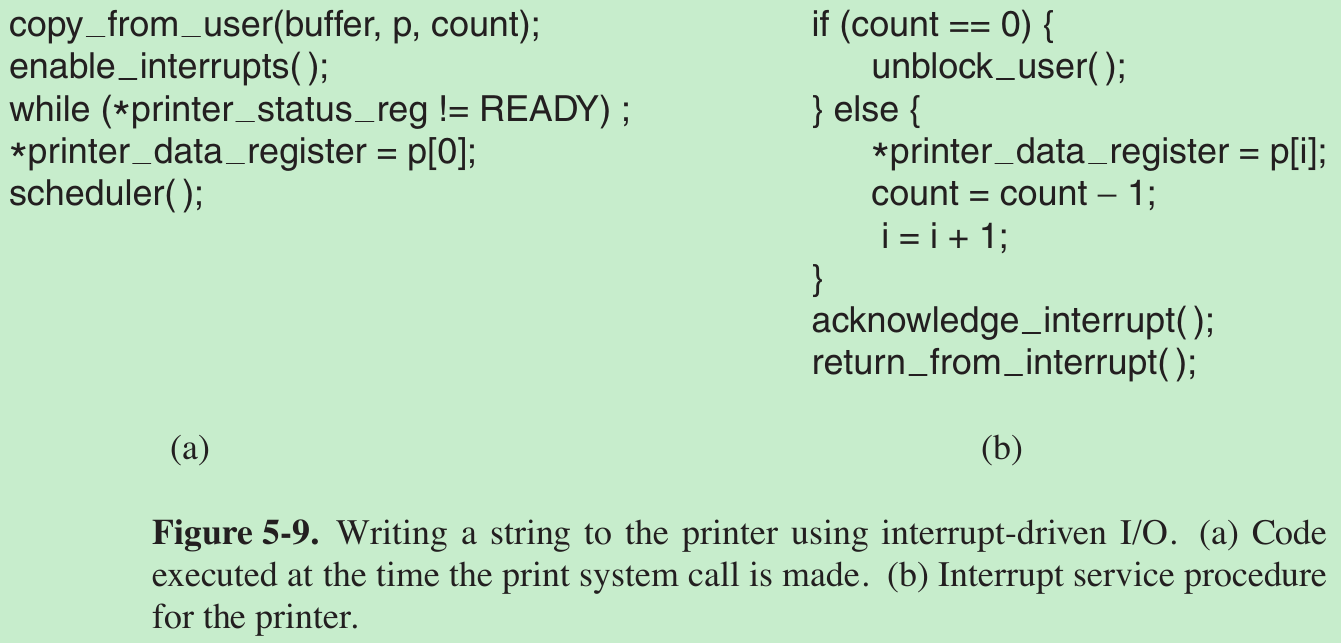 copy_from_user(buffer, p, count);
enable_interrupts( );
while (*printer_status_reg != READY) ;
*printer_data_register = p[0];
scheduler( );
if (count == 0) {
unblock_user( );
} else {
*printer_data_register = p[i];
count = count – 1;
i = i + 1;
}
acknowledge_interrupt( );
return_from_interrupt( );
(a)
(b)
Figure 5-9. Writing a string to the printer using interrupt-driven I/O. (a) Code
executed at the time the print system call is made. (b) Interrupt service procedure
for the printer.